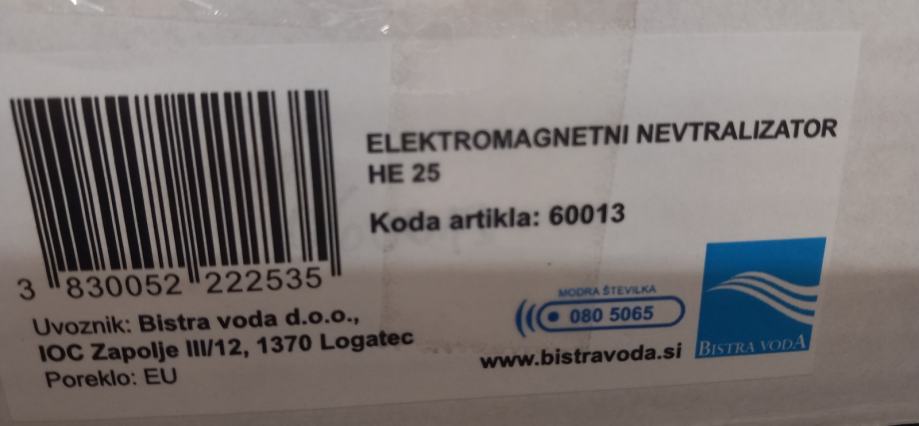 ELEKTROMAGNETNI NEVTRALIZATOR
HE 25
Koda artikla: 60013
3 830052 222535
Uvoznik: Bistra voda d.o.o.,
IOC Zapolje III/12, 1370 Logatec
Poreklo: EU
MODRA ŠTEVILKA
080 5065
www.bistravoda.si
BISTRA VODA